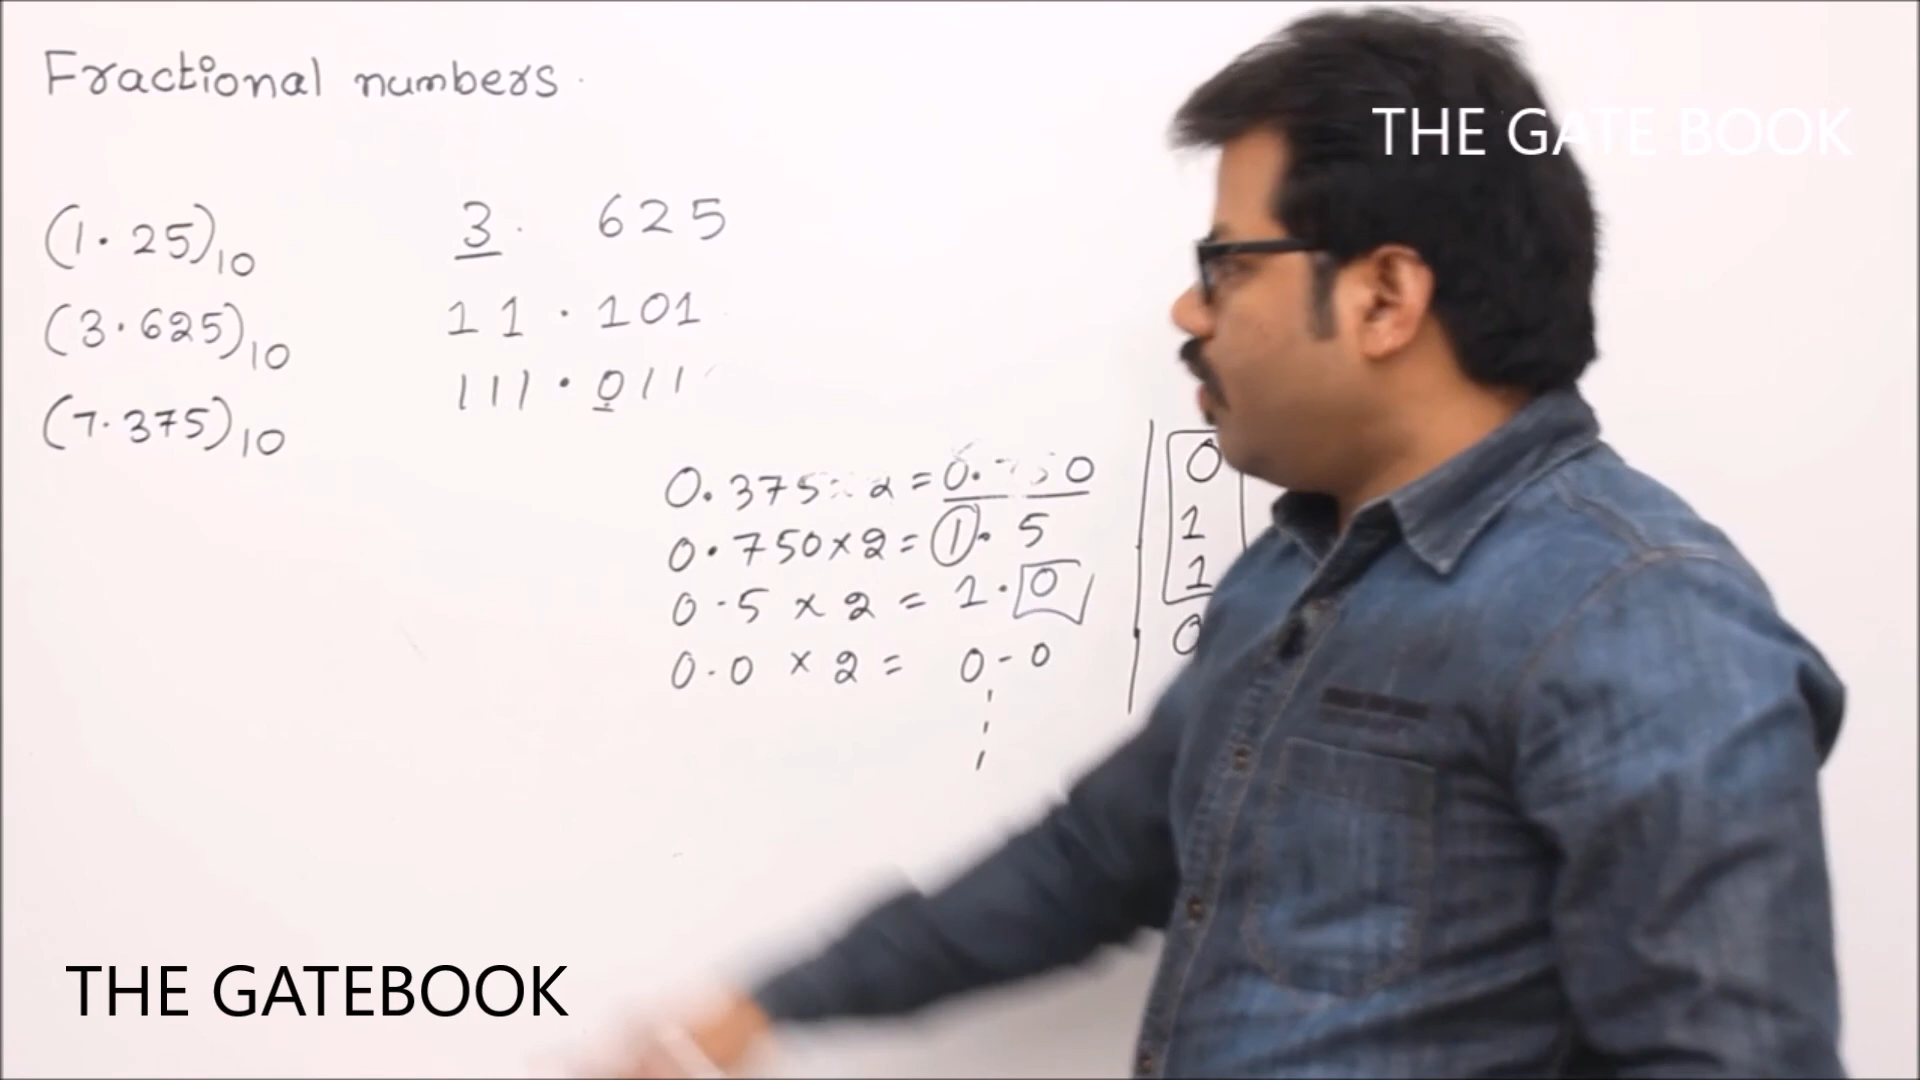 Fractional numbers.
THE GATE BOOK
(1.25)10
3. 625
(3.625)10
11.101
(7.375)10
111.011
0.375 × 2 = 0.750
0
0.750 × 2 = 1.5
1
0.5 × 2 = 1.0
1
0.0 × 2 = 0.0
0
THE GATEBOOK